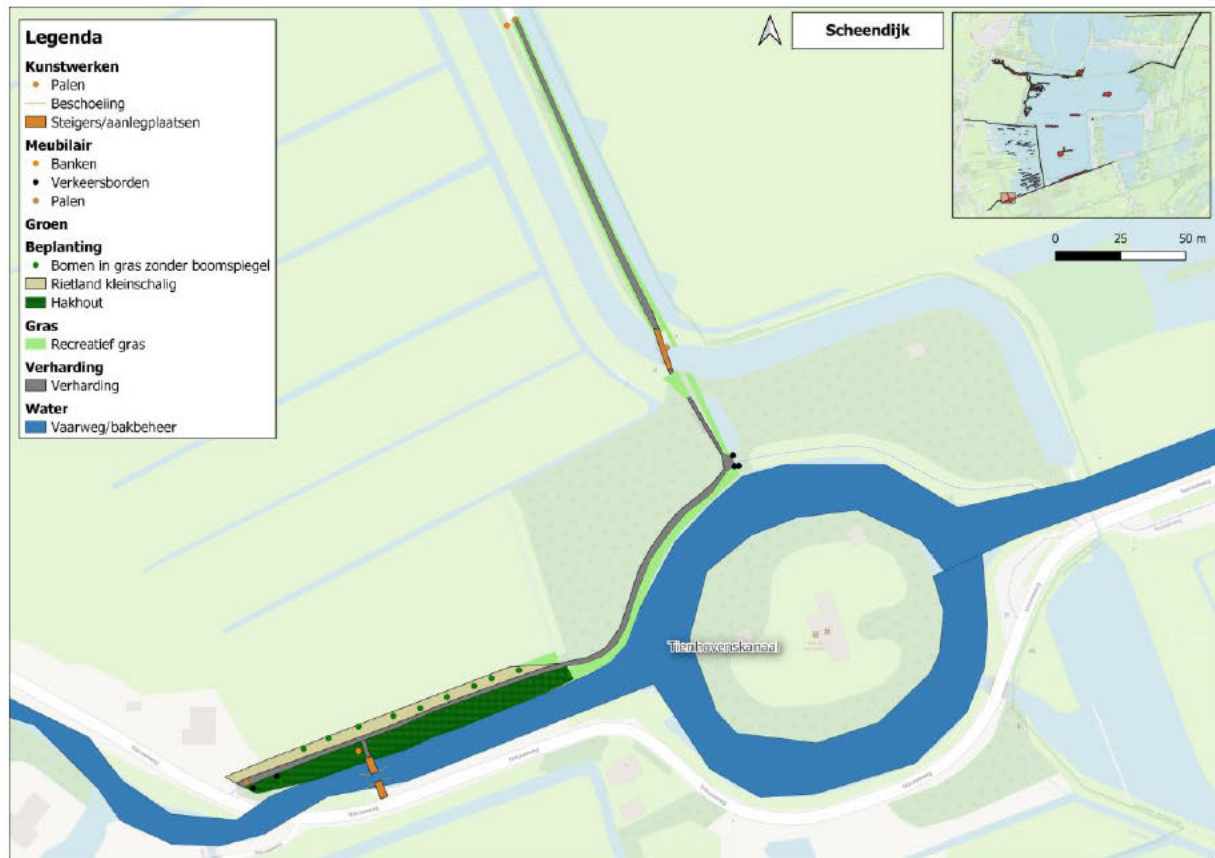 Legenda
Kunstwerken
Palen
Beschoeiing
Steigers/aanlegplaatsen
Meubilair
Banken
Verkeersborden
Palen
Groen
Beplanting
Bomen in gras zonder boomspiegel
Rietland kleinschalig
Hakhout
Gras
Recreatief gras
Verharding
Verharding
Water
Vaarweg/bakbeheer
Scheendijk
0 25 50 m
Tienhovenskanaal